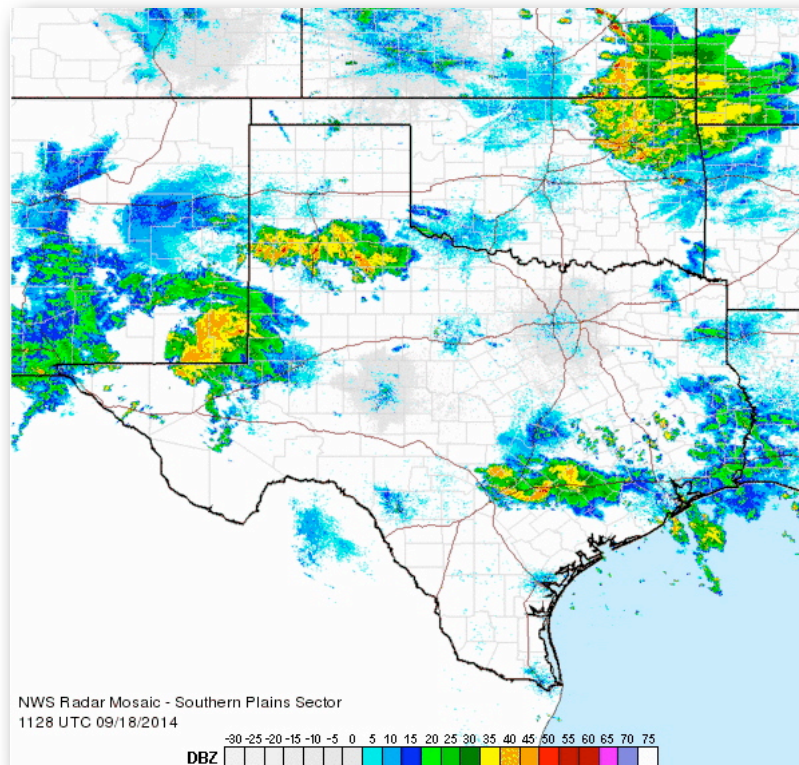 NWS Radar Mosaic - Southern Plains Sector
1128 UTC 09/18/2014
-30 -25 -20 -15 -10 -5 0 5 10 15 20 25 30 35 40 45 50 55 60 65 70 75
DBZ